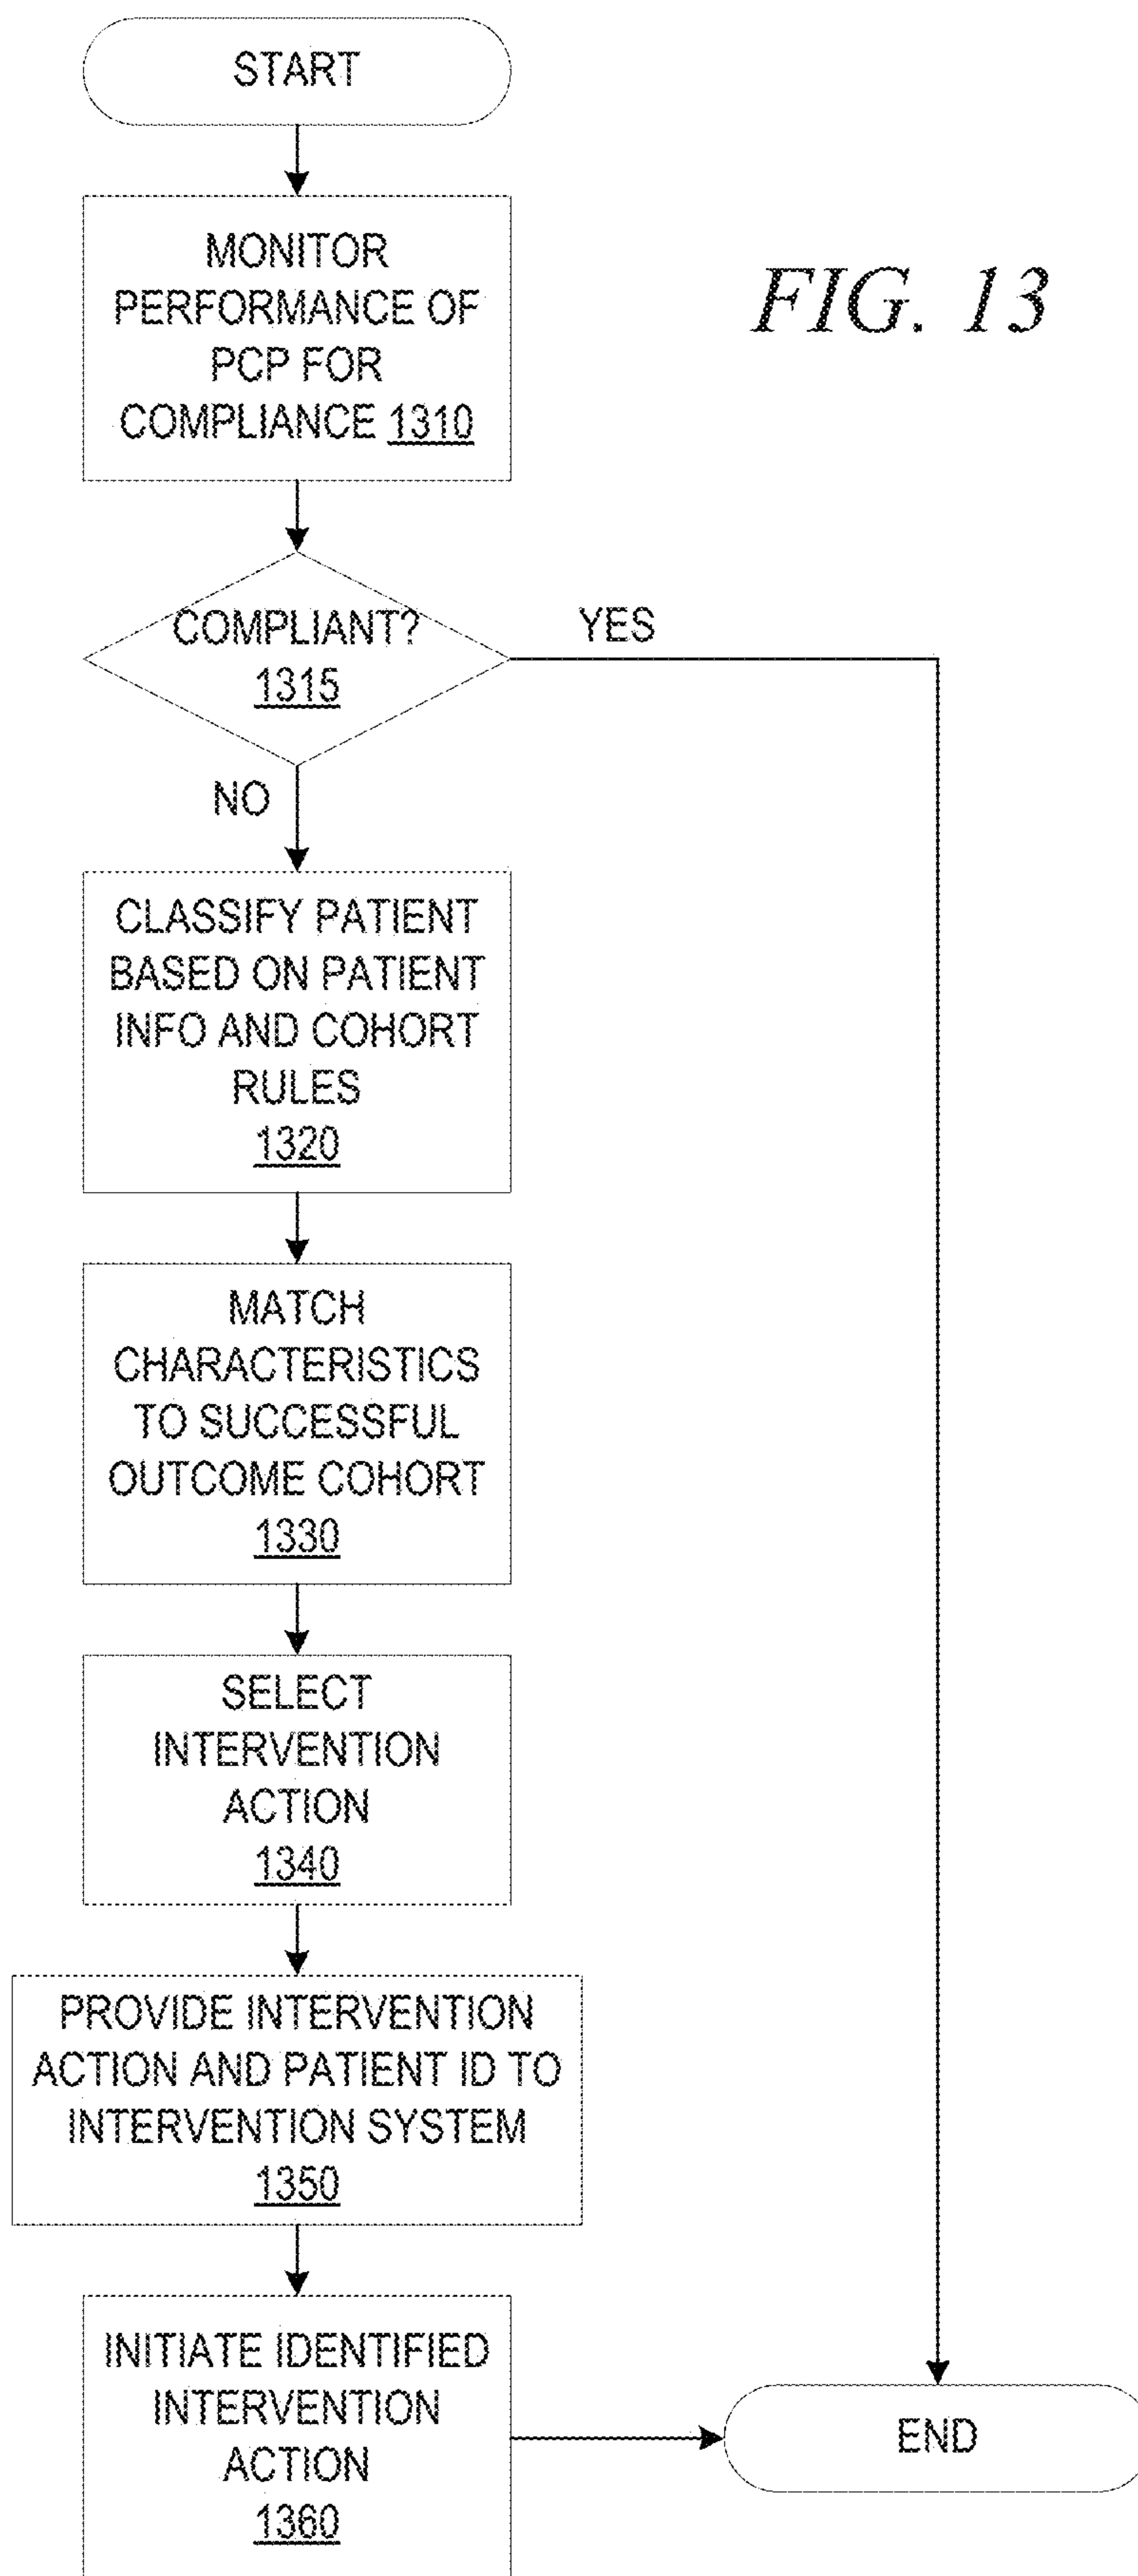 START
MONITOR
PERFORMANCE OF
PCP FOR
COMPLIANCE 1310
FIG. 13
COMPLIANT?
1315
YES
NO
CLASSIFY PATIENT
BASED ON PATIENT
INFO AND COHORT
RULES
1320
MATCH
CHARACTERISTICS
TO SUCCESSFUL
OUTCOME COHORT
1330
SELECT
INTERVENTION
ACTION
1340
PROVIDE INTERVENTION
ACTION AND PATIENT ID TO
INTERVENTION SYSTEM
1350
INITIATE IDENTIFIED
INTERVENTION
ACTION
1360
END